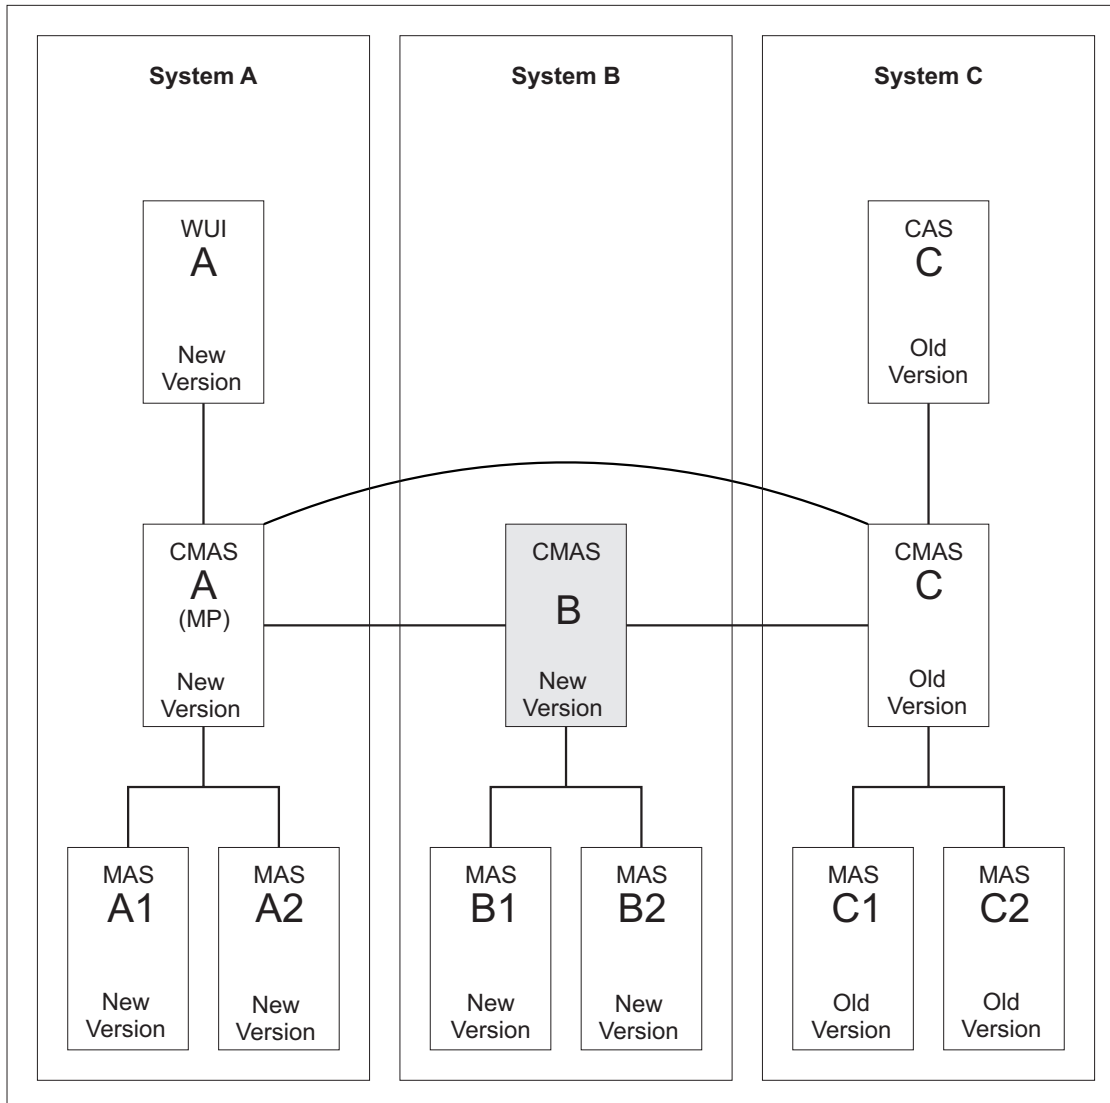 System A
System B
System C
WUI
A
New
Version
CAS
C
Old
Version
CMAS
A
(MP)
New
Version
CMAS
B
New
Version
CMAS
C
Old
Version
MAS
A1
New
Version
MAS
A2
New
Version
MAS
B1
New
Version
MAS
B2
New
Version
MAS
C1
Old
Version
MAS
C2
Old
Version